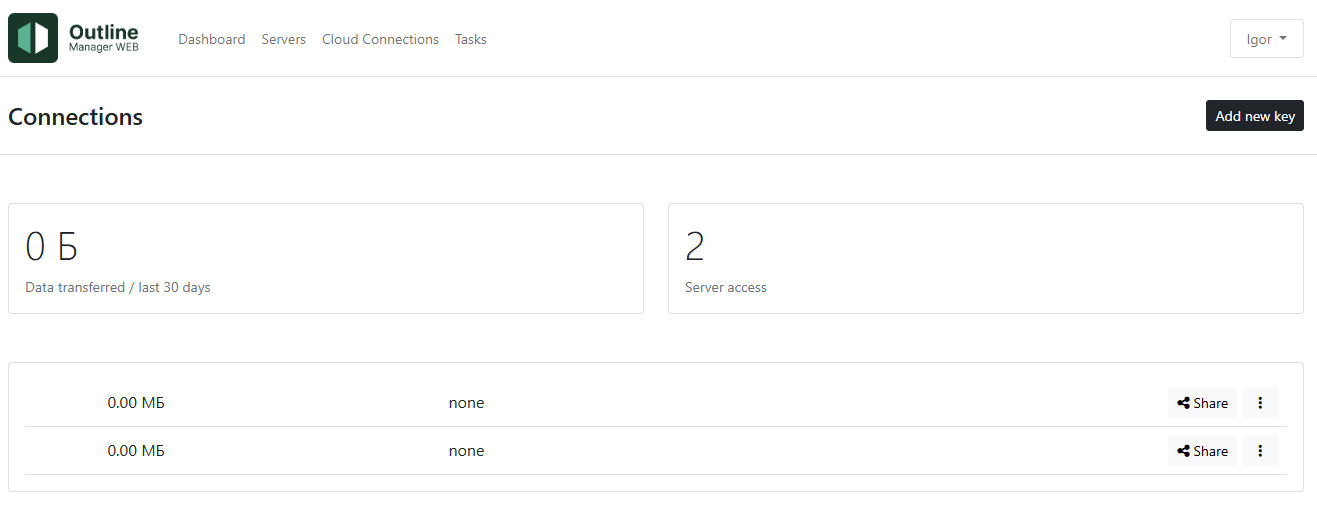 Outline
Manager WEB
Dashboard Servers Cloud Connections Tasks
Igor
Connections
Add new key
0 Б
Data transferred / last 30 days
2
Server access
0.00 МБ none Share
0.00 МБ none Share